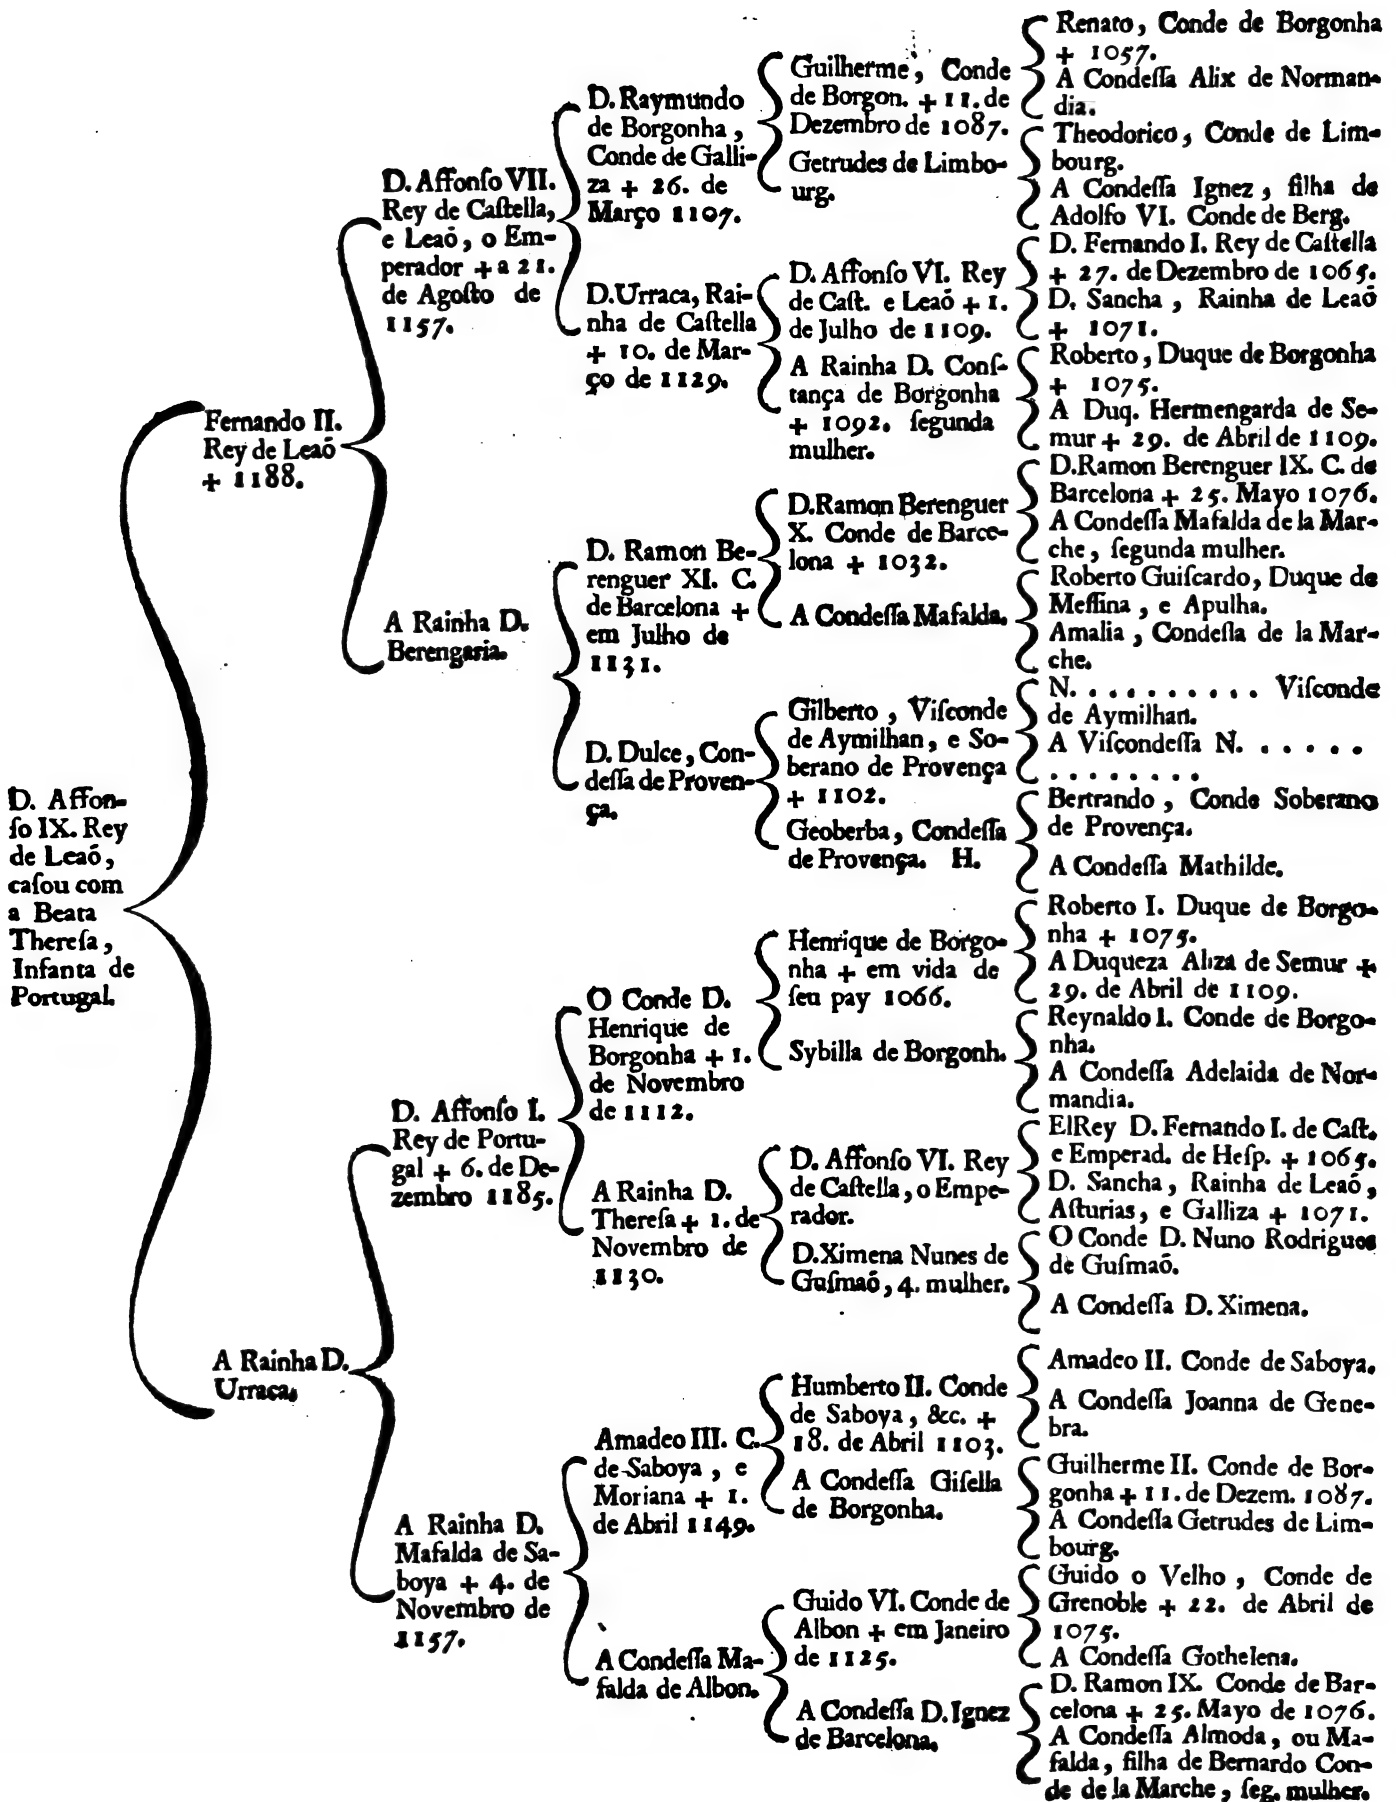 D. Affon-
ſo IX. Rey
de Leaõ,
caſou com
a Beata
Thereſa,
Infanta de
Portugal.
Fernando II.
Rey de Leaõ
+ 1188.
A Rainha D.
Urraca.
D. Affonſo VII.
Rey de Caſtella,
e Leaõ, o Em-
perador + a 21.
de Agoſto de
1157.
A Rainha D.
Berengaria.
D. Affonſo I.
Rey de Portu-
gal + 6. de De-
zembro 1185.
A Rainha D.
Mafalda de Sa-
boya + 4. de
Novembro de
1157.
D. Raymundo
de Borgonha,
Conde de Galli-
za + 26. de
Março 1107.
D. Urraca, Rai-
nha de Caſtella
+ 10. de Mar-
ço de 1129.
D. Ramon Be-
renguer XI. C.
de Barcelona +
em Julho de
1131.
D. Dulce, Con-
deſſa de Proven-
ça.
O Conde D.
Henrique de
Borgonha + 1.
de Novembro
de 1112.
A Rainha D.
Thereſa + 1. de
Novembro de
1130.
Amadeo III. C.
de Saboya, e
Moriana + 1.
de Abril 1149.
A Condeſſa Ma-
falda de Albon.
Guilherme, Conde
de Borgon. + 11. de
Dezembro de 1087.
Getrudes de Limbo-
urg.
D. Affonſo VI. Rey
de Caſt. e Leaõ + 1.
de Julho de 1109.
A Rainha D. Conſ-
tança de Borgonha
+ 1092. ſegunda
mulher.
D. Ramon Berenguer
X. Conde de Barce-
lona + 1032.
A Condeſſa Mafalda.
Gilberto, Viſconde
de Aymilhan, e So-
berano de Provença
+ 1102.
Geoberba, Condeſſa
de Provença. H.
Henrique de Borgo-
nha + em vida de
ſeu pay 1066.
Sybilla de Borgonh.
D. Affonſo VI. Rey
de Caſtella, o Empe-
rador.
D. Ximena Nunes de
Guſmaõ, 4. mulher.
Humberto II. Conde
de Saboya, &c. +
18. de Abril 1103.
A Condeſſa Giſella
de Borgonha.
Guido VI. Conde de
Albon + em Janeiro
de 1125.
A Condeſſa D. Ignez
de Barcelona.
Renato, Conde de Borgonha
+ 1057.
A Condeſſa Alix de Norman-
dia.
Theodorico, Conde de Lim-
bourg.
A Condeſſa Ignez, filha de
Adolfo VI. Conde de Berg.
D. Fernando I. Rey de Caſtella
+ 27. de Dezembro de 1065.
D. Sancha, Rainha de Leaõ
+ 1071.
Roberto, Duque de Borgonha
+ 1075.
A Duq. Hermengarda de Se-
mur + 29. de Abril de 1109.
D. Ramon Berenguer IX. C. de
Barcelona + 25. Mayo 1076.
A Condeſſa Mafalda de la Mar-
che, ſegunda mulher.
Roberto Guiſcardo, Duque de
Meſſina, e Apulha.
Amalia, Condeſſa de la Mar-
che.
N. . . . . . . . . . Viſconde
de Aymilhan.
A Viſcondeſſa N. . . . . .
. . . . . . . .
Bertrando, Conde Soberano
de Provença.
A Condeſſa Mathilde.
Roberto I. Duque de Borgo-
nha + 1075.
A Duqueza Aliza de Semur +
29. de Abril de 1109.
Reynaldo I. Conde de Borgo-
nha.
A Condeſſa Adelaida de Nor-
mandia.
ElRey D. Fernando I. de Caſt.
e Emperad. de Heſp. + 1065.
D. Sancha, Rainha de Leaõ,
Aſturias, e Galliza + 1071.
O Conde D. Nuno Rodrigues
de Guſmaõ.
A Condeſſa D. Ximena.
Amadeo II. Conde de Saboya.
A Condeſſa Joanna de Gene-
bra.
Guilherme II. Conde de Bor-
gonha + 11. de Dezem. 1087.
A Condeſſa Getrudes de Lim-
bourg.
Guido o Velho, Conde de
Grenoble + 22. de Abril de
1075.
A Condeſſa Gothelena.
D. Ramon IX. Conde de Bar-
celona + 25. Mayo de 1076.
A Condeſſa Almoda, ou Ma-
falda, filha de Bernardo Con-
de de la Marche, ſeg. mulher.